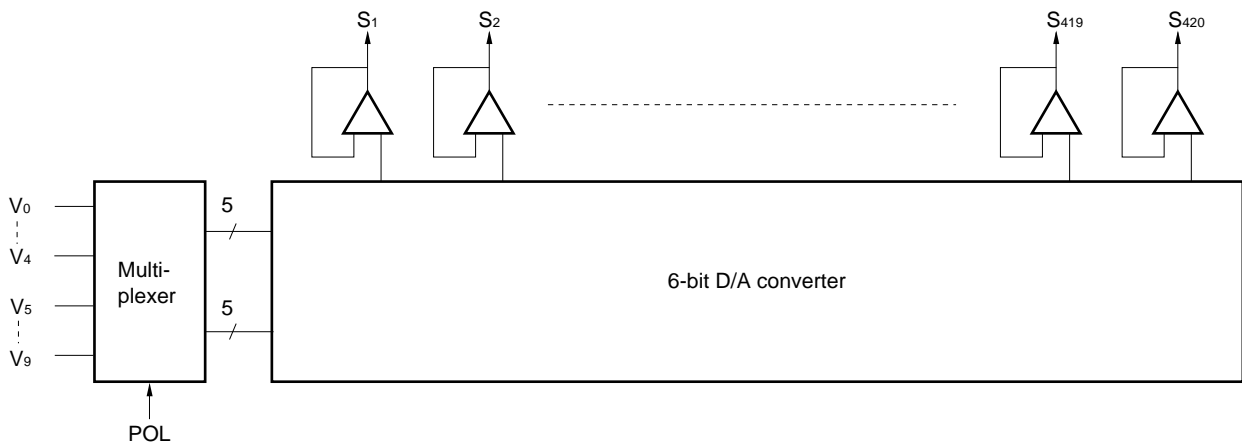 S1 S2 S419 S420
V0 5
V4
Multi-
plexer
6-bit D/A converter
V5 5
V9
POL